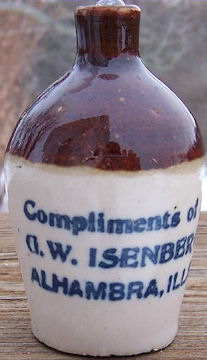 Compliments of
G.W. ISENBER
ALHAMBRA, ILL